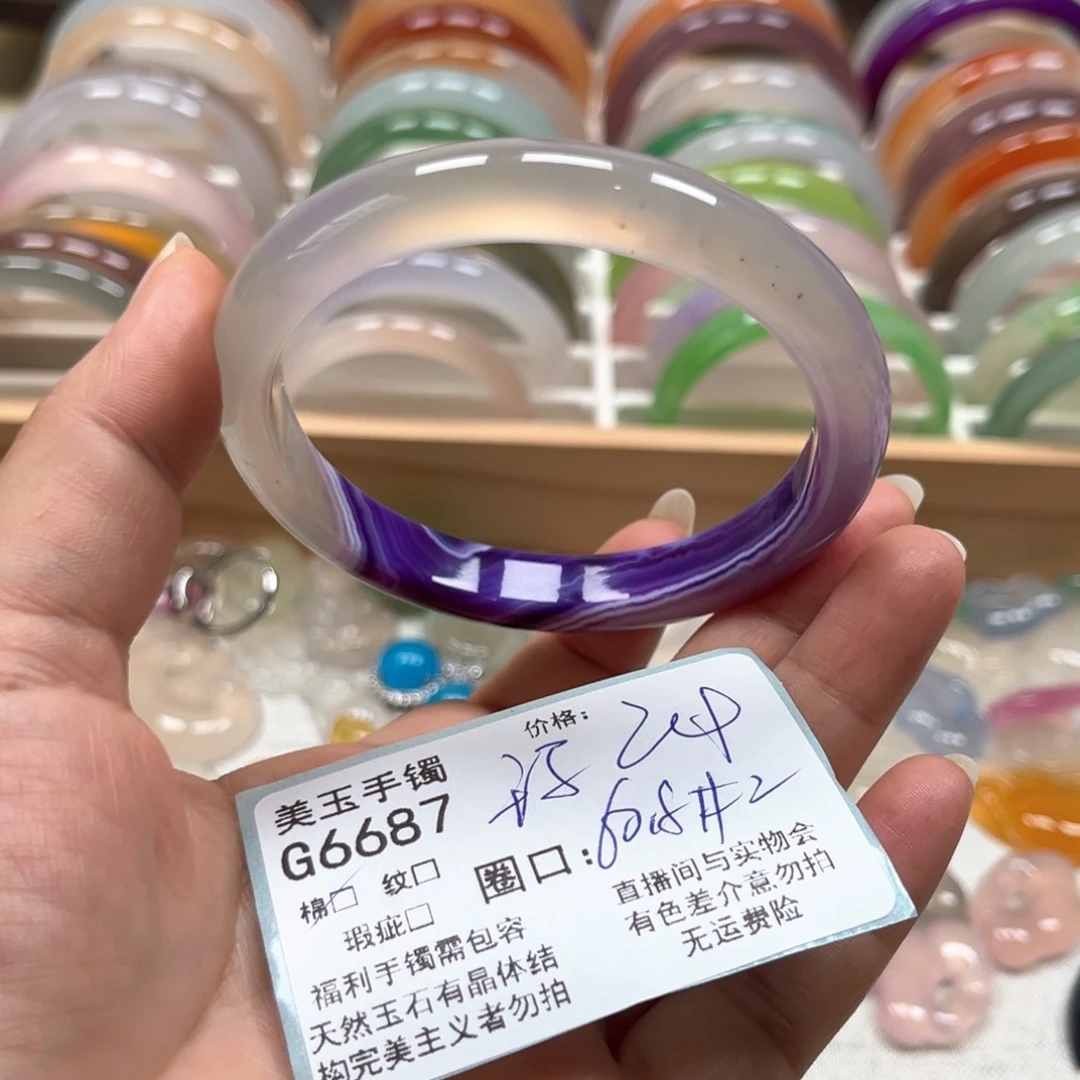 价格:
美玉手镯
G6687
棉□ 纹□
圈口:
瑕疵□
福利手镯需包容
天然玉石有晶体结
构完美主义者勿拍
直播间与实物会
有色差介意勿拍
无运费险